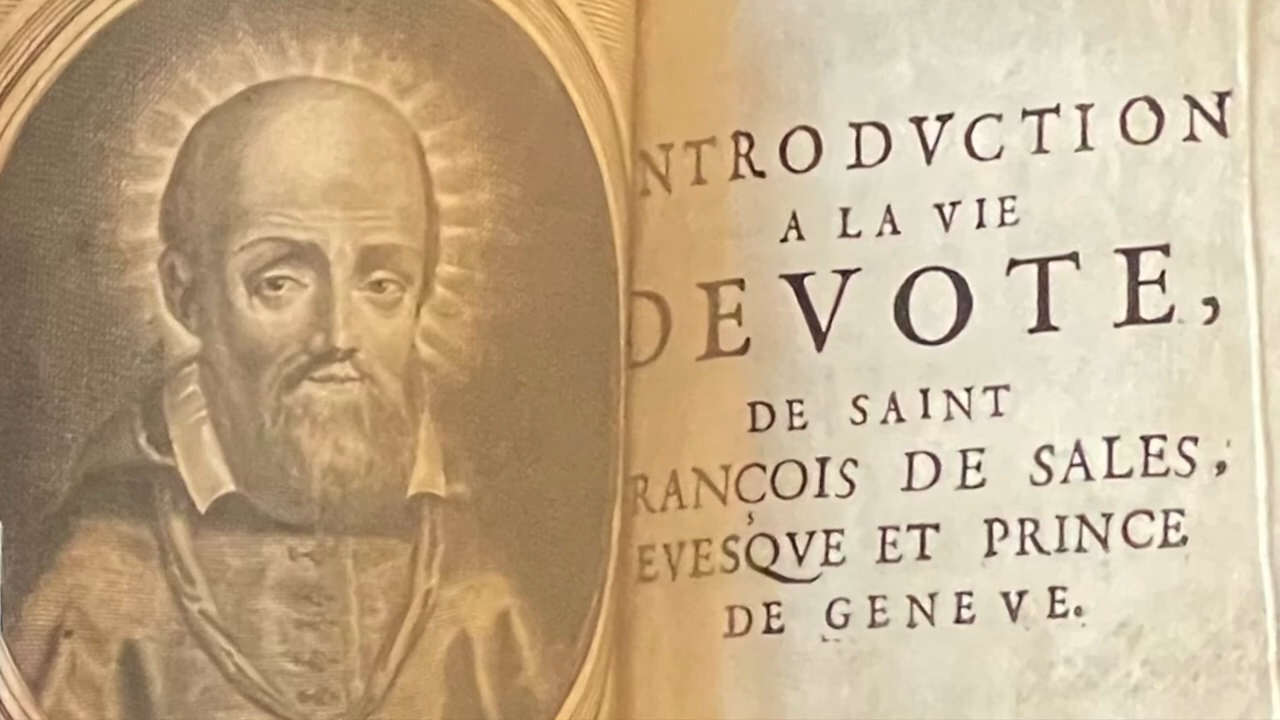 NTRODVCTION
A LA VIE
DEVOTE,
DE SAINT
RANÇOIS DE SALES,
EVESQVE ET PRINCE
DE GENEVE.